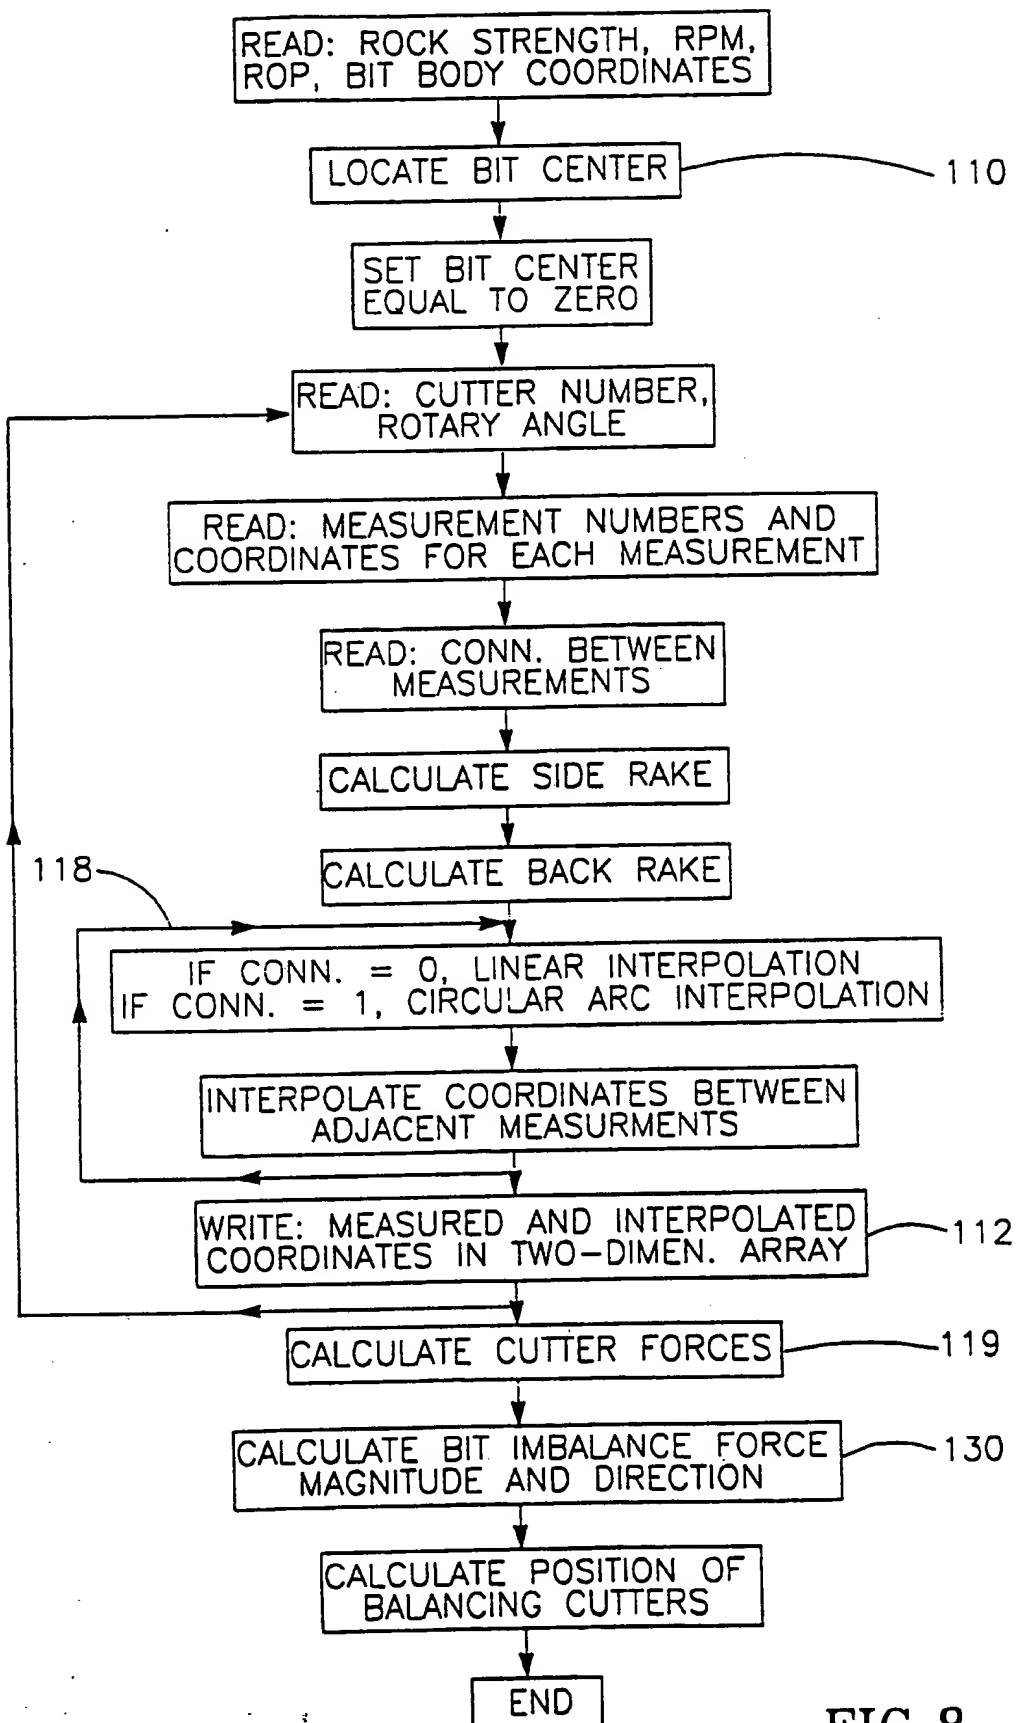 READ: ROCK STRENGTH, RPM,
ROP, BIT BODY COORDINATES
LOCATE BIT CENTER
110
SET BIT CENTER
EQUAL TO ZERO
READ: CUTTER NUMBER,
ROTARY ANGLE
READ: MEASUREMENT NUMBERS AND
COORDINATES FOR EACH MEASUREMENT
READ: CONN. BETWEEN
MEASUREMENTS
CALCULATE SIDE RAKE
CALCULATE BACK RAKE
118
IF CONN. = 0, LINEAR INTERPOLATION
IF CONN. = 1, CIRCULAR ARC INTERPOLATION
INTERPOLATE COORDINATES BETWEEN
ADJACENT MEASURMENTS
WRITE: MEASURED AND INTERPOLATED
COORDINATES IN TWO-DIMEN. ARRAY
112
CALCULATE CUTTER FORCES
119
CALCULATE BIT IMBALANCE FORCE
MAGNITUDE AND DIRECTION
130
CALCULATE POSITION OF
BALANCING CUTTERS
END
FIG. 8